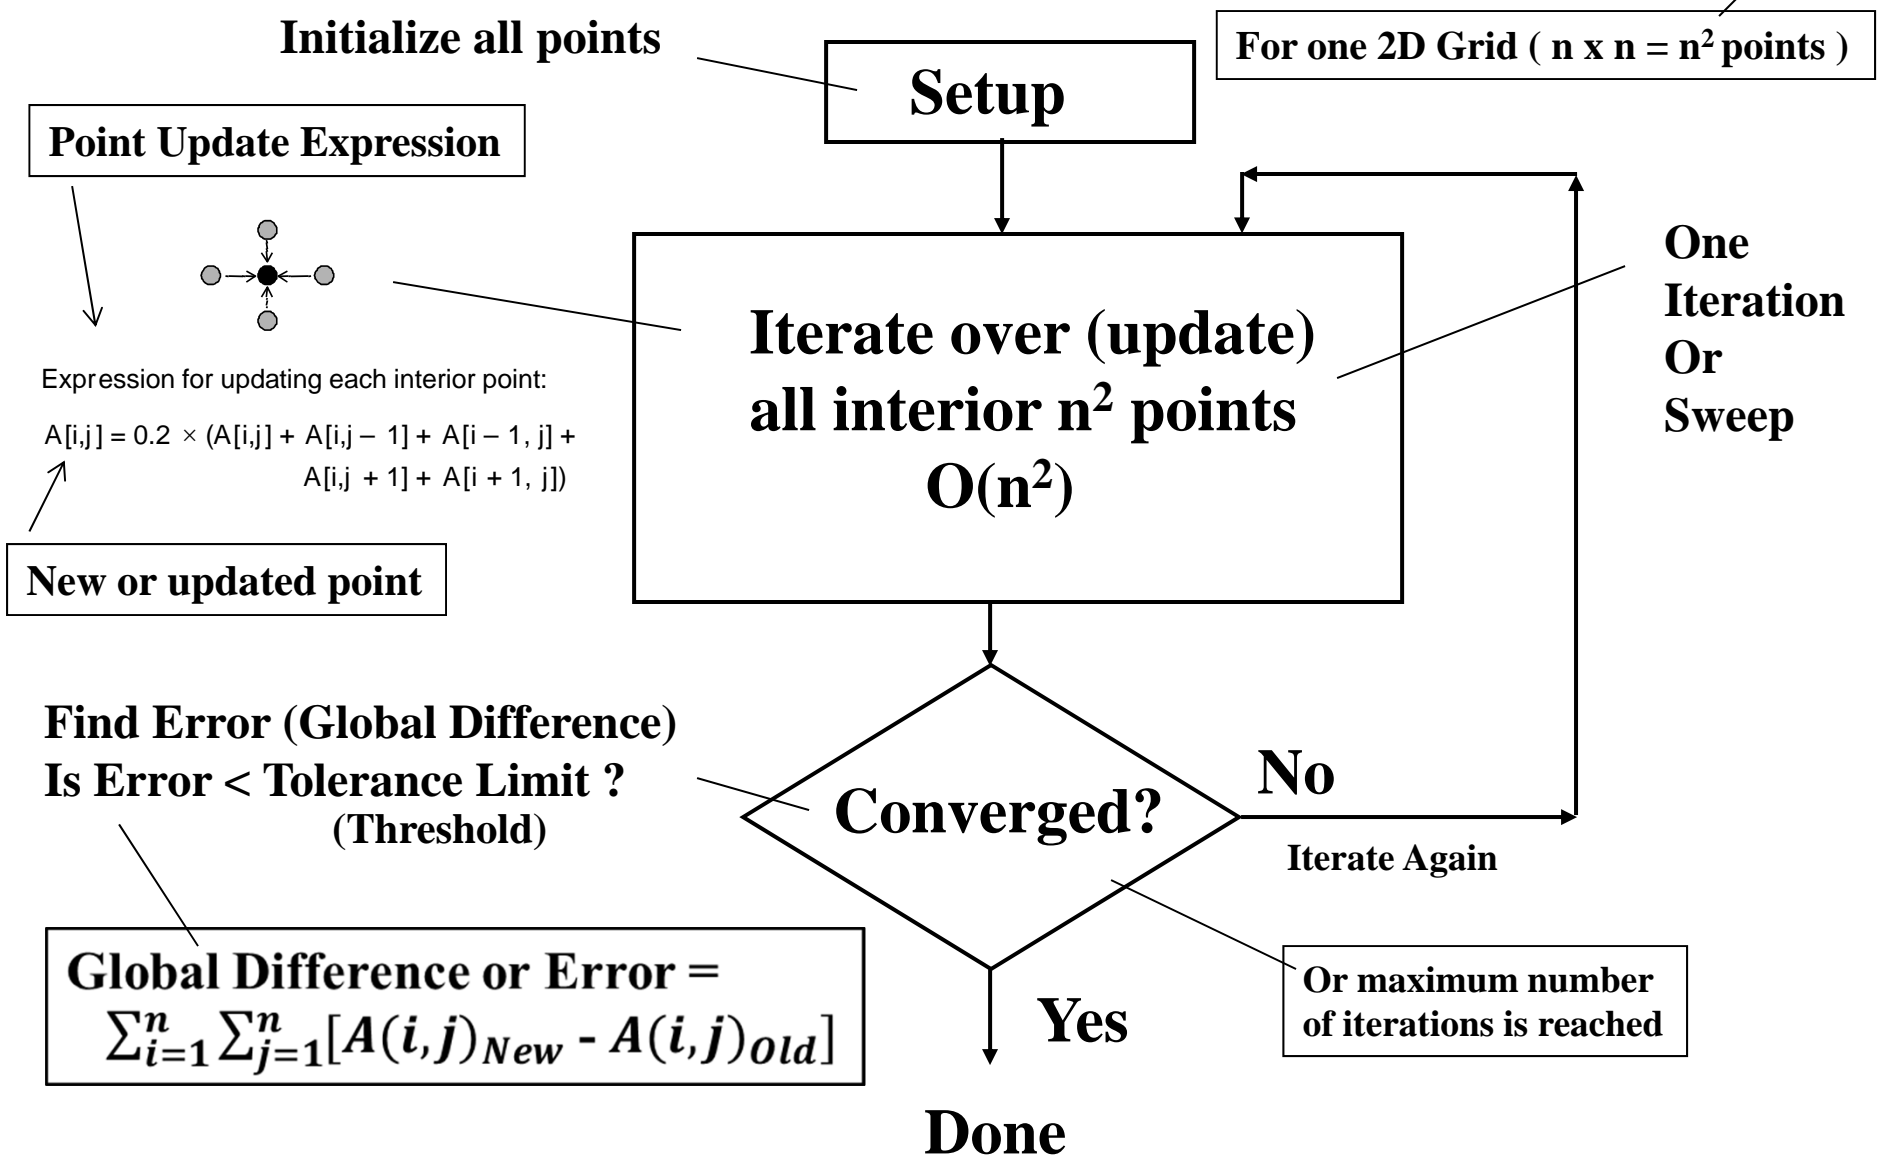 Initialize all points
For one 2D Grid ( n x n = n² points )
Setup
Point Update Expression
One
Iteration
Or
Sweep
Iterate over (update)
all interior n² points
O(n²)
Expression for updating each interior point:
A[i,j] = 0.2 × (A[i,j] + A[i,j – 1] + A[i – 1, j] +
A[i,j + 1] + A[i + 1, j])
New or updated point
Find Error (Global Difference)
Is Error < Tolerance Limit ?
(Threshold)
Converged?
No
Iterate Again
Global Difference or Error =
∑ⁿᵢ₌₁ ∑ⁿⱼ₌₁[A(i,j)New - A(i,j)Old]
Or maximum number
of iterations is reached
Yes
Done